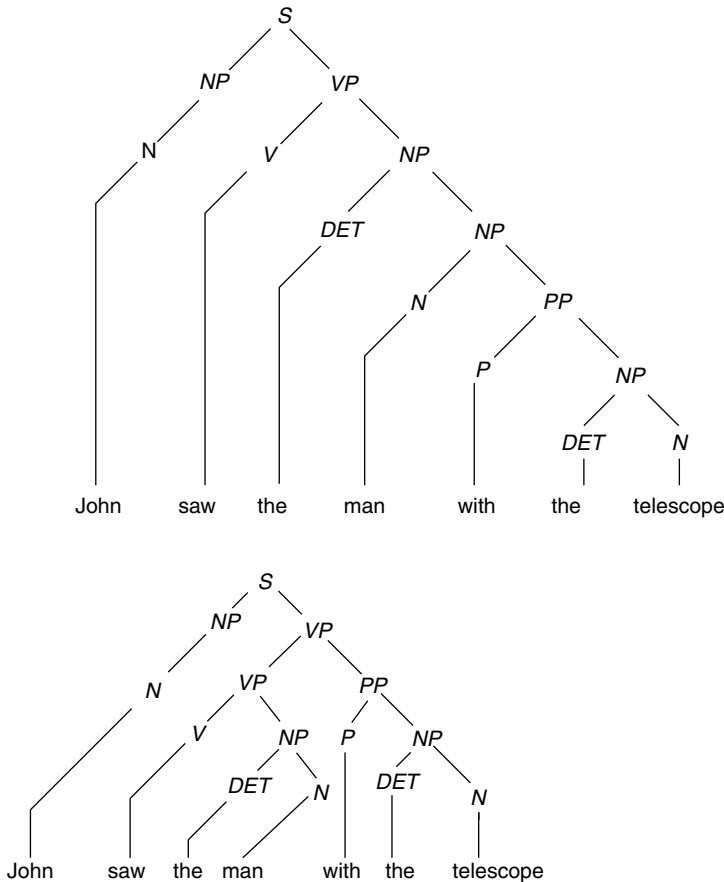 S
NP VP
N V NP
DET NP
N PP
P NP
DET N
John saw the man with the telescope
S
NP VP
N VP PP
V NP P NP
DET N DET N
John saw the man with the telescope